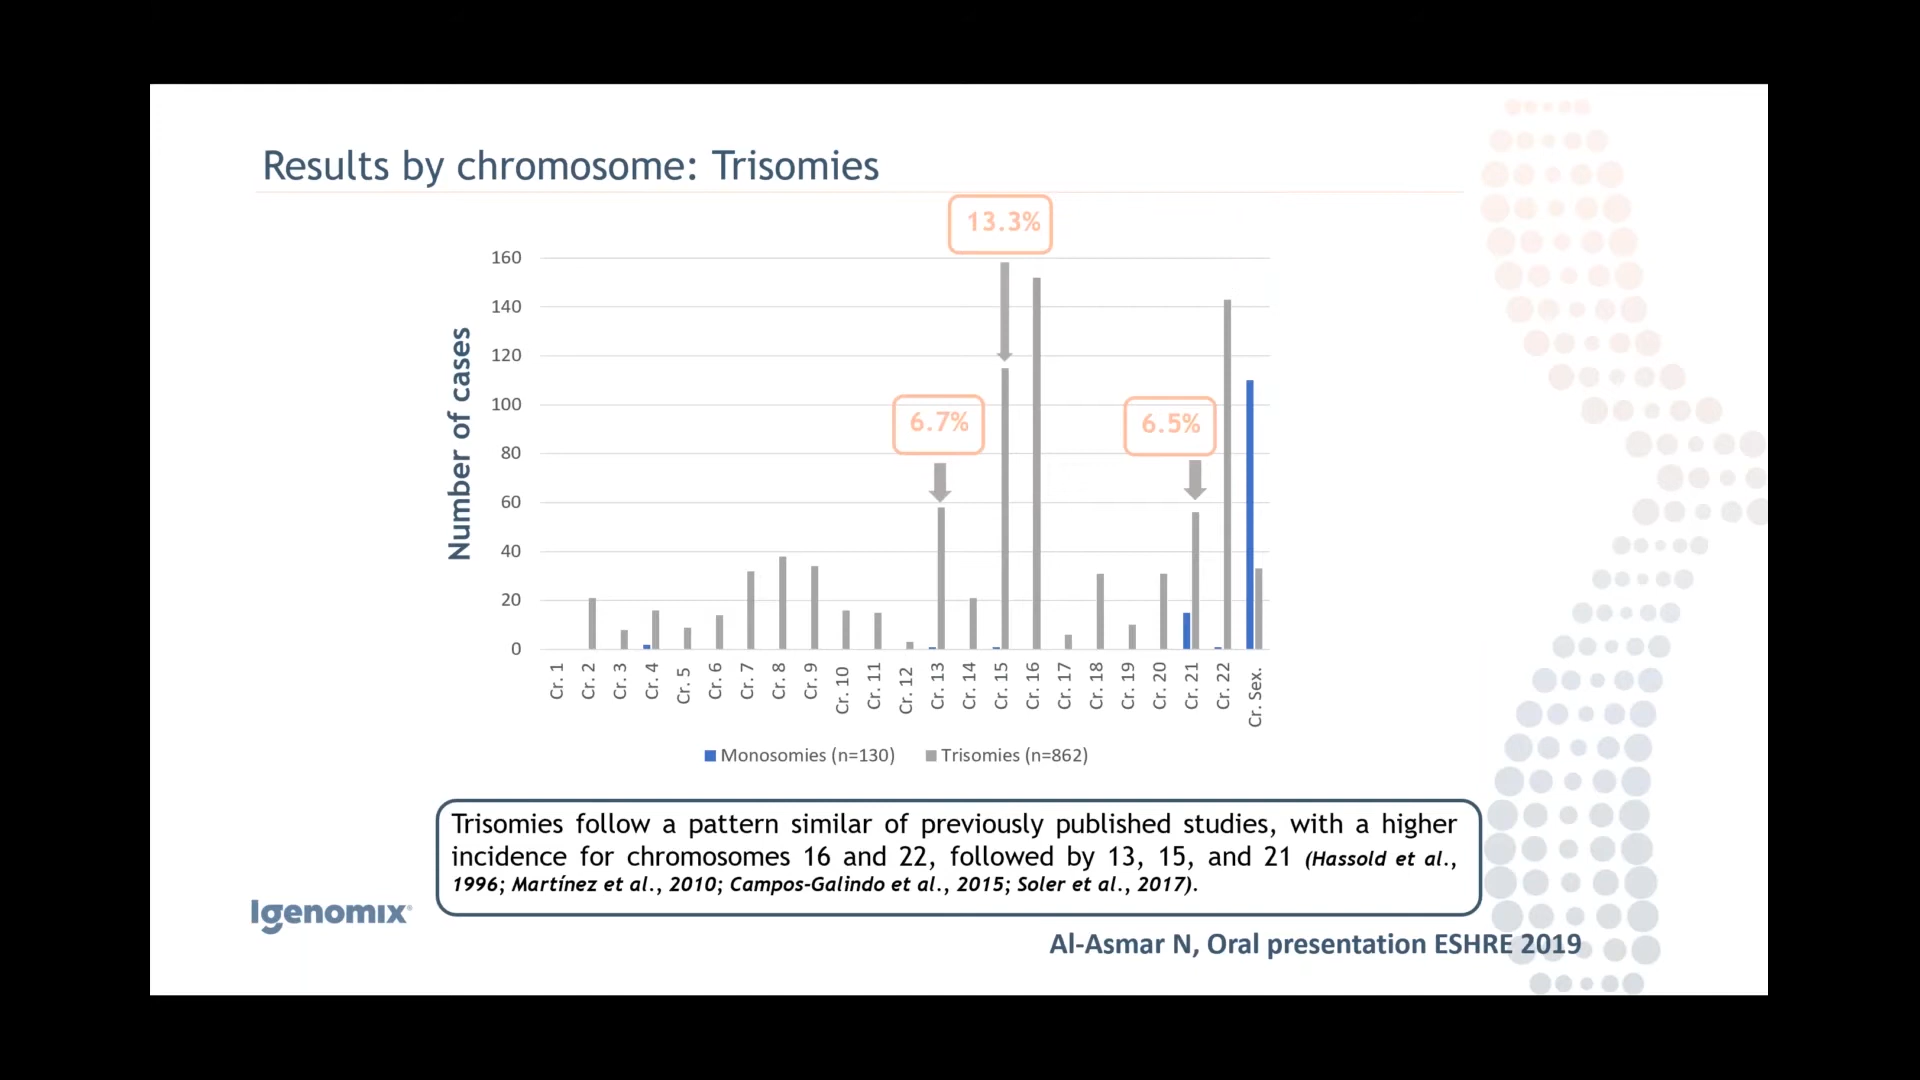 Results by chromosome: Trisomies
13.3%
6.7%
6.5%
Number of cases
160
140
120
100
80
60
40
20
0
Cr. 1
Cr. 2
Cr. 3
Cr. 4
Cr. 5
Cr. 6
Cr. 7
Cr. 8
Cr. 9
Cr. 10
Cr. 11
Cr. 12
Cr. 13
Cr. 14
Cr. 15
Cr. 16
Cr. 17
Cr. 18
Cr. 19
Cr. 20
Cr. 21
Cr. 22
Cr. Sex.
Monosomies (n=130)
Trisomies (n=862)
Trisomies follow a pattern similar of previously published studies, with a higher
incidence for chromosomes 16 and 22, followed by 13, 15, and 21 (Hassold et al.,
1996; Martínez et al., 2010; Campos-Galindo et al., 2015; Soler et al., 2017).
Igenomix®
Al-Asmar N, Oral presentation ESHRE 2019